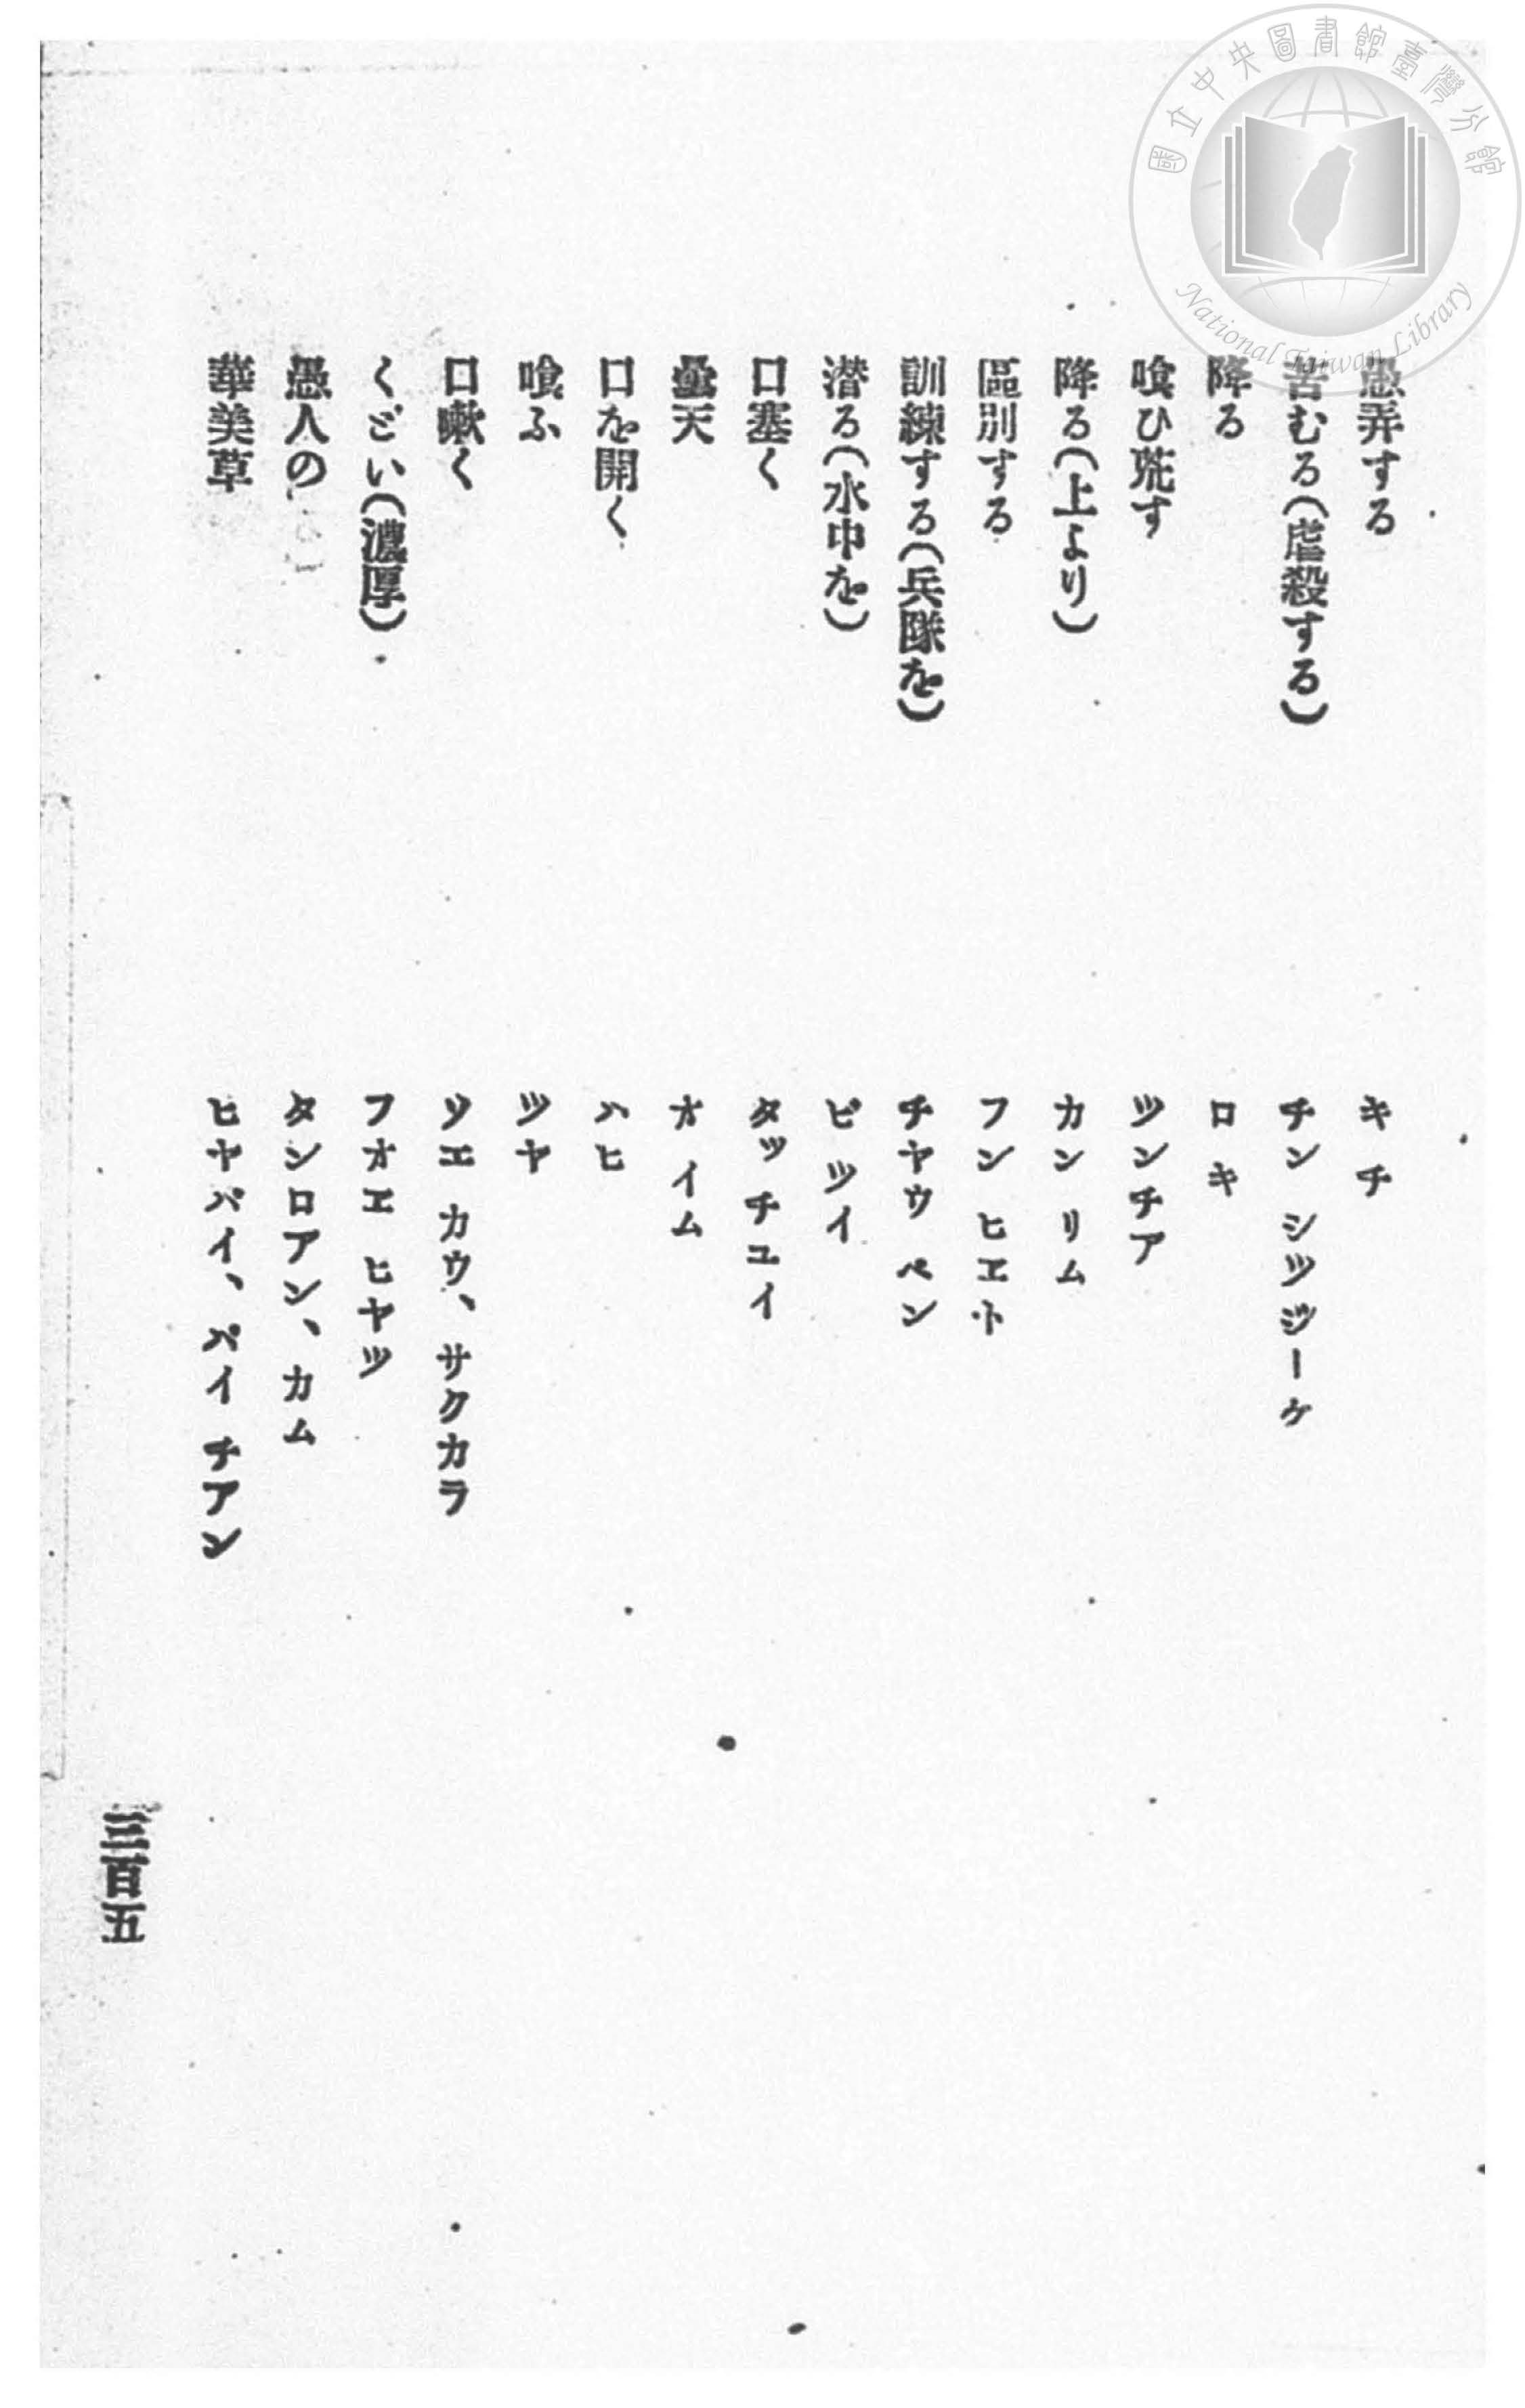 國立中央圖書館臺灣分館
National Taiwan Library
愚弄する　キチ
苦むる(虐殺する)　チン シツジーケ
降る　ロキ
喰ひ荒す　ツンチア
降る(上より)　カン リム
區別する　フン ヒエト
訓練する(兵隊を)　チヤウ ペン
潜る(水中を)　ピ ツイ
口塞く　タッ チユイ
曇天　オ イム
口を開く　ハヒ
喰ふ　ツヤ
口嗽く　ツエ カウ、サクカラ
くどい(濃厚)　フオエ ヒヤツ
愚人の　タンロアン、カム
華美草　ヒヤパイ、パイ チアン
三百五